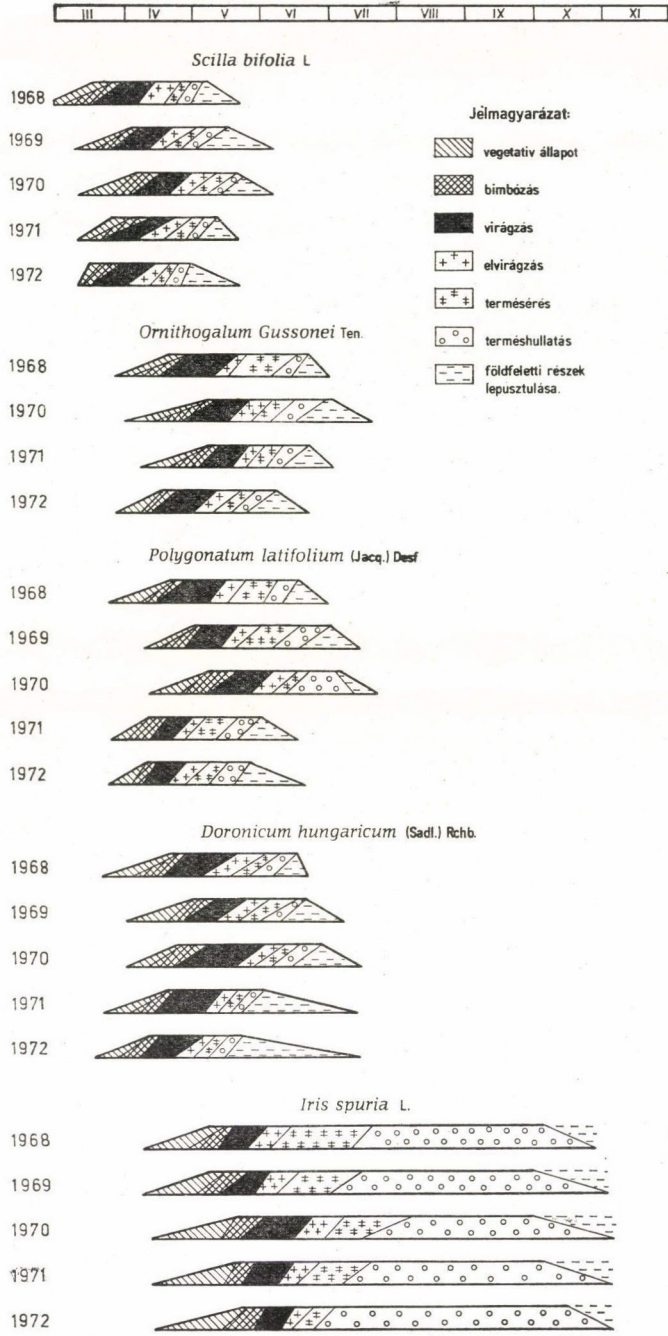 III IV V VI VII VIII IX X XI
Scilla bifolia L
1968
1969
1970
1971
1972
Jelmagyarázat:
vegetativ állapot
bimbózás
virágzás
elvirágzás
termésérés
terméshullatás
földfeletti részek
lepusztulása.
Ornithogalum Gussonei Ten.
1968
1970
1971
1972
Polygonatum latifolium (Jacq.) Desf
1968
1969
1970
1971
1972
Doronicum hungaricum (Sadl.) Rchb.
1968
1969
1970
1971
1972
Iris spuria L.
1968
1969
1970
1971
1972